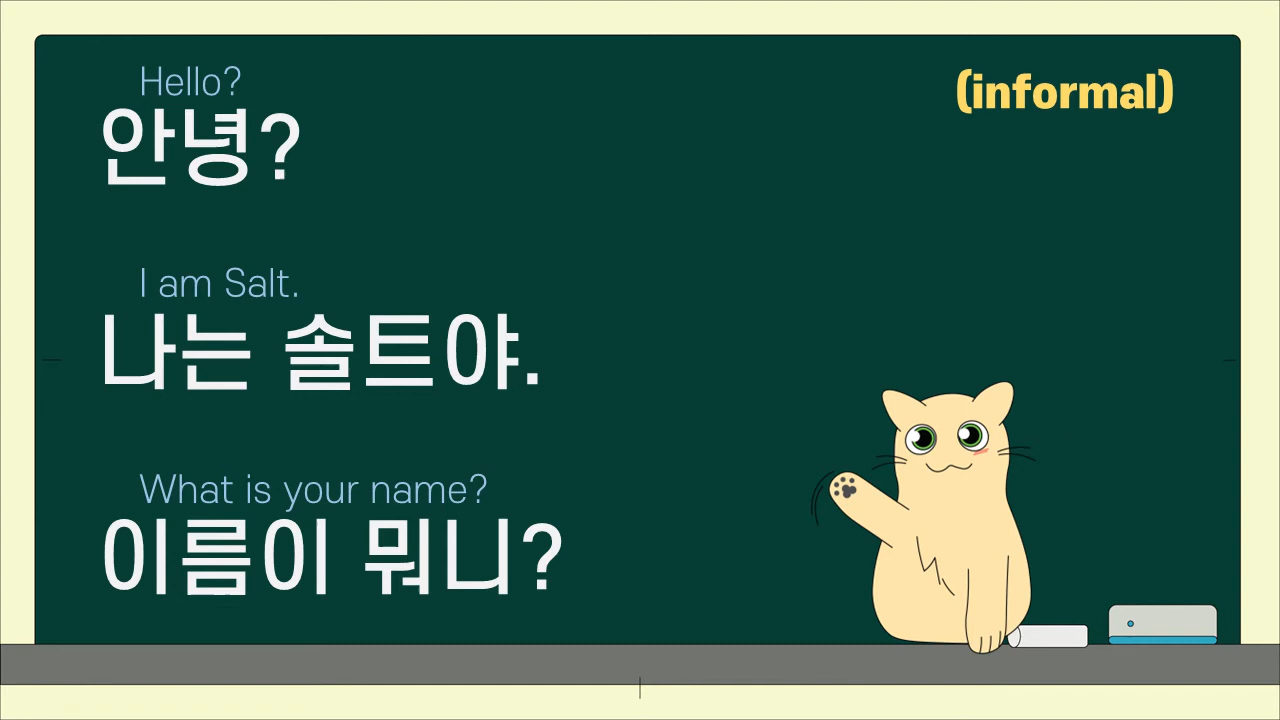 Hello?
(informal)
안녕?
I am Salt.
나는 솔트야.
What is your name?
이름이 뭐니?